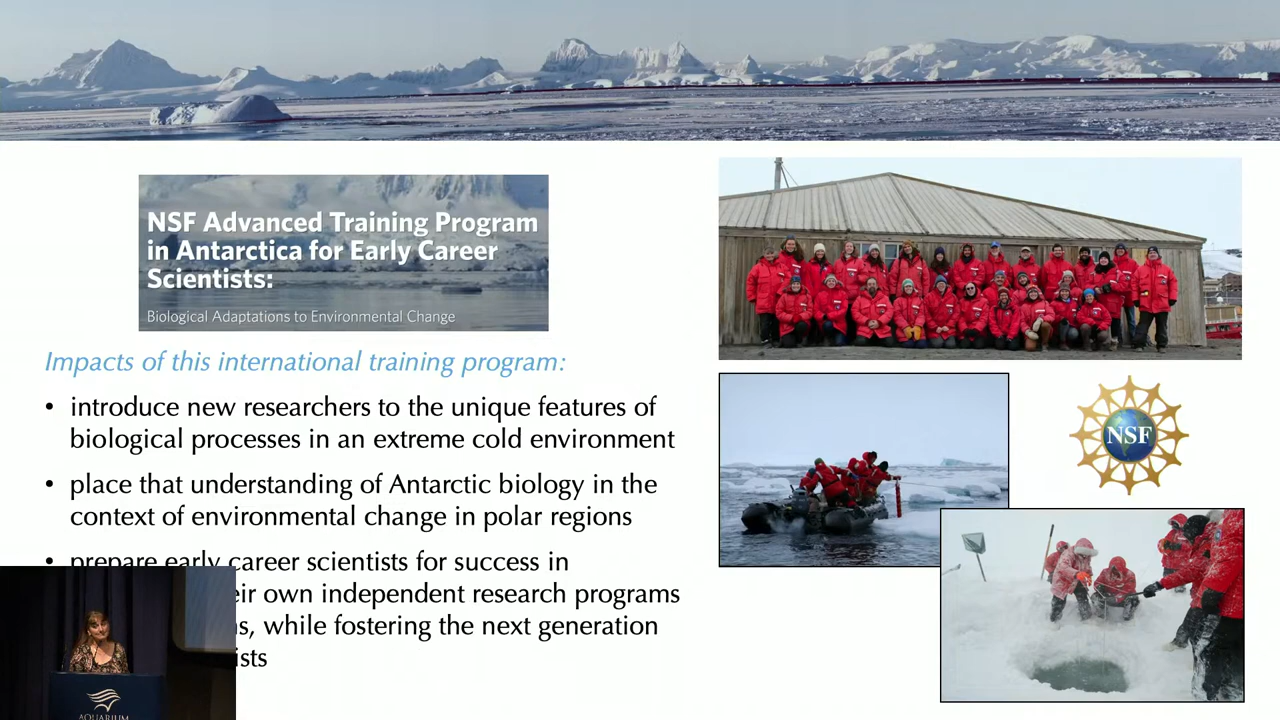 NSF Advanced Training Program
in Antarctica for Early Career
Scientists:
Biological Adaptations to Environmental Change
Impacts of this international training program:
• introduce new researchers to the unique features of
biological processes in an extreme cold environment
• place that understanding of Antarctic biology in the
context of environmental change in polar regions
• prepare early career scientists for success in
eir own independent research programs
s, while fostering the next generation
ists
NSF
AQUARIUM